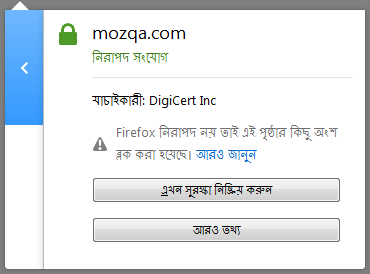 mozqa.com
নিরাপদ সংযোগ
যাচাইকারী: DigiCert Inc
Firefox নিরাপদ নয় তাই এই পৃষ্ঠার কিছু অংশ
ব্লক করা হয়েছে। আরও জানুন
এখন সুরক্ষা নিষ্ক্রিয় করুন
আরও তথ্য